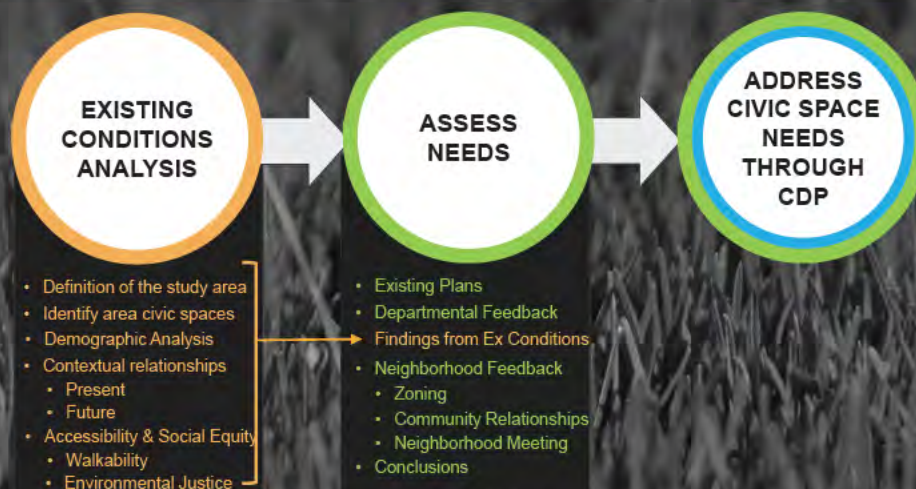 EXISTING
CONDITIONS
ANALYSIS
• Definition of the study area
• Identify area civic spaces
• Demographic Analysis
• Contextual relationships
• Present
• Future
• Accessibility & Social Equity
• Walkability
• Environmental Justice
ASSESS
NEEDS
• Existing Plans
• Departmental Feedback
• Findings from Ex Conditions
• Neighborhood Feedback
• Zoning
• Community Relationships
• Neighborhood Meeting
• Conclusions
ADDRESS
CIVIC SPACE
NEEDS
THROUGH
CDP